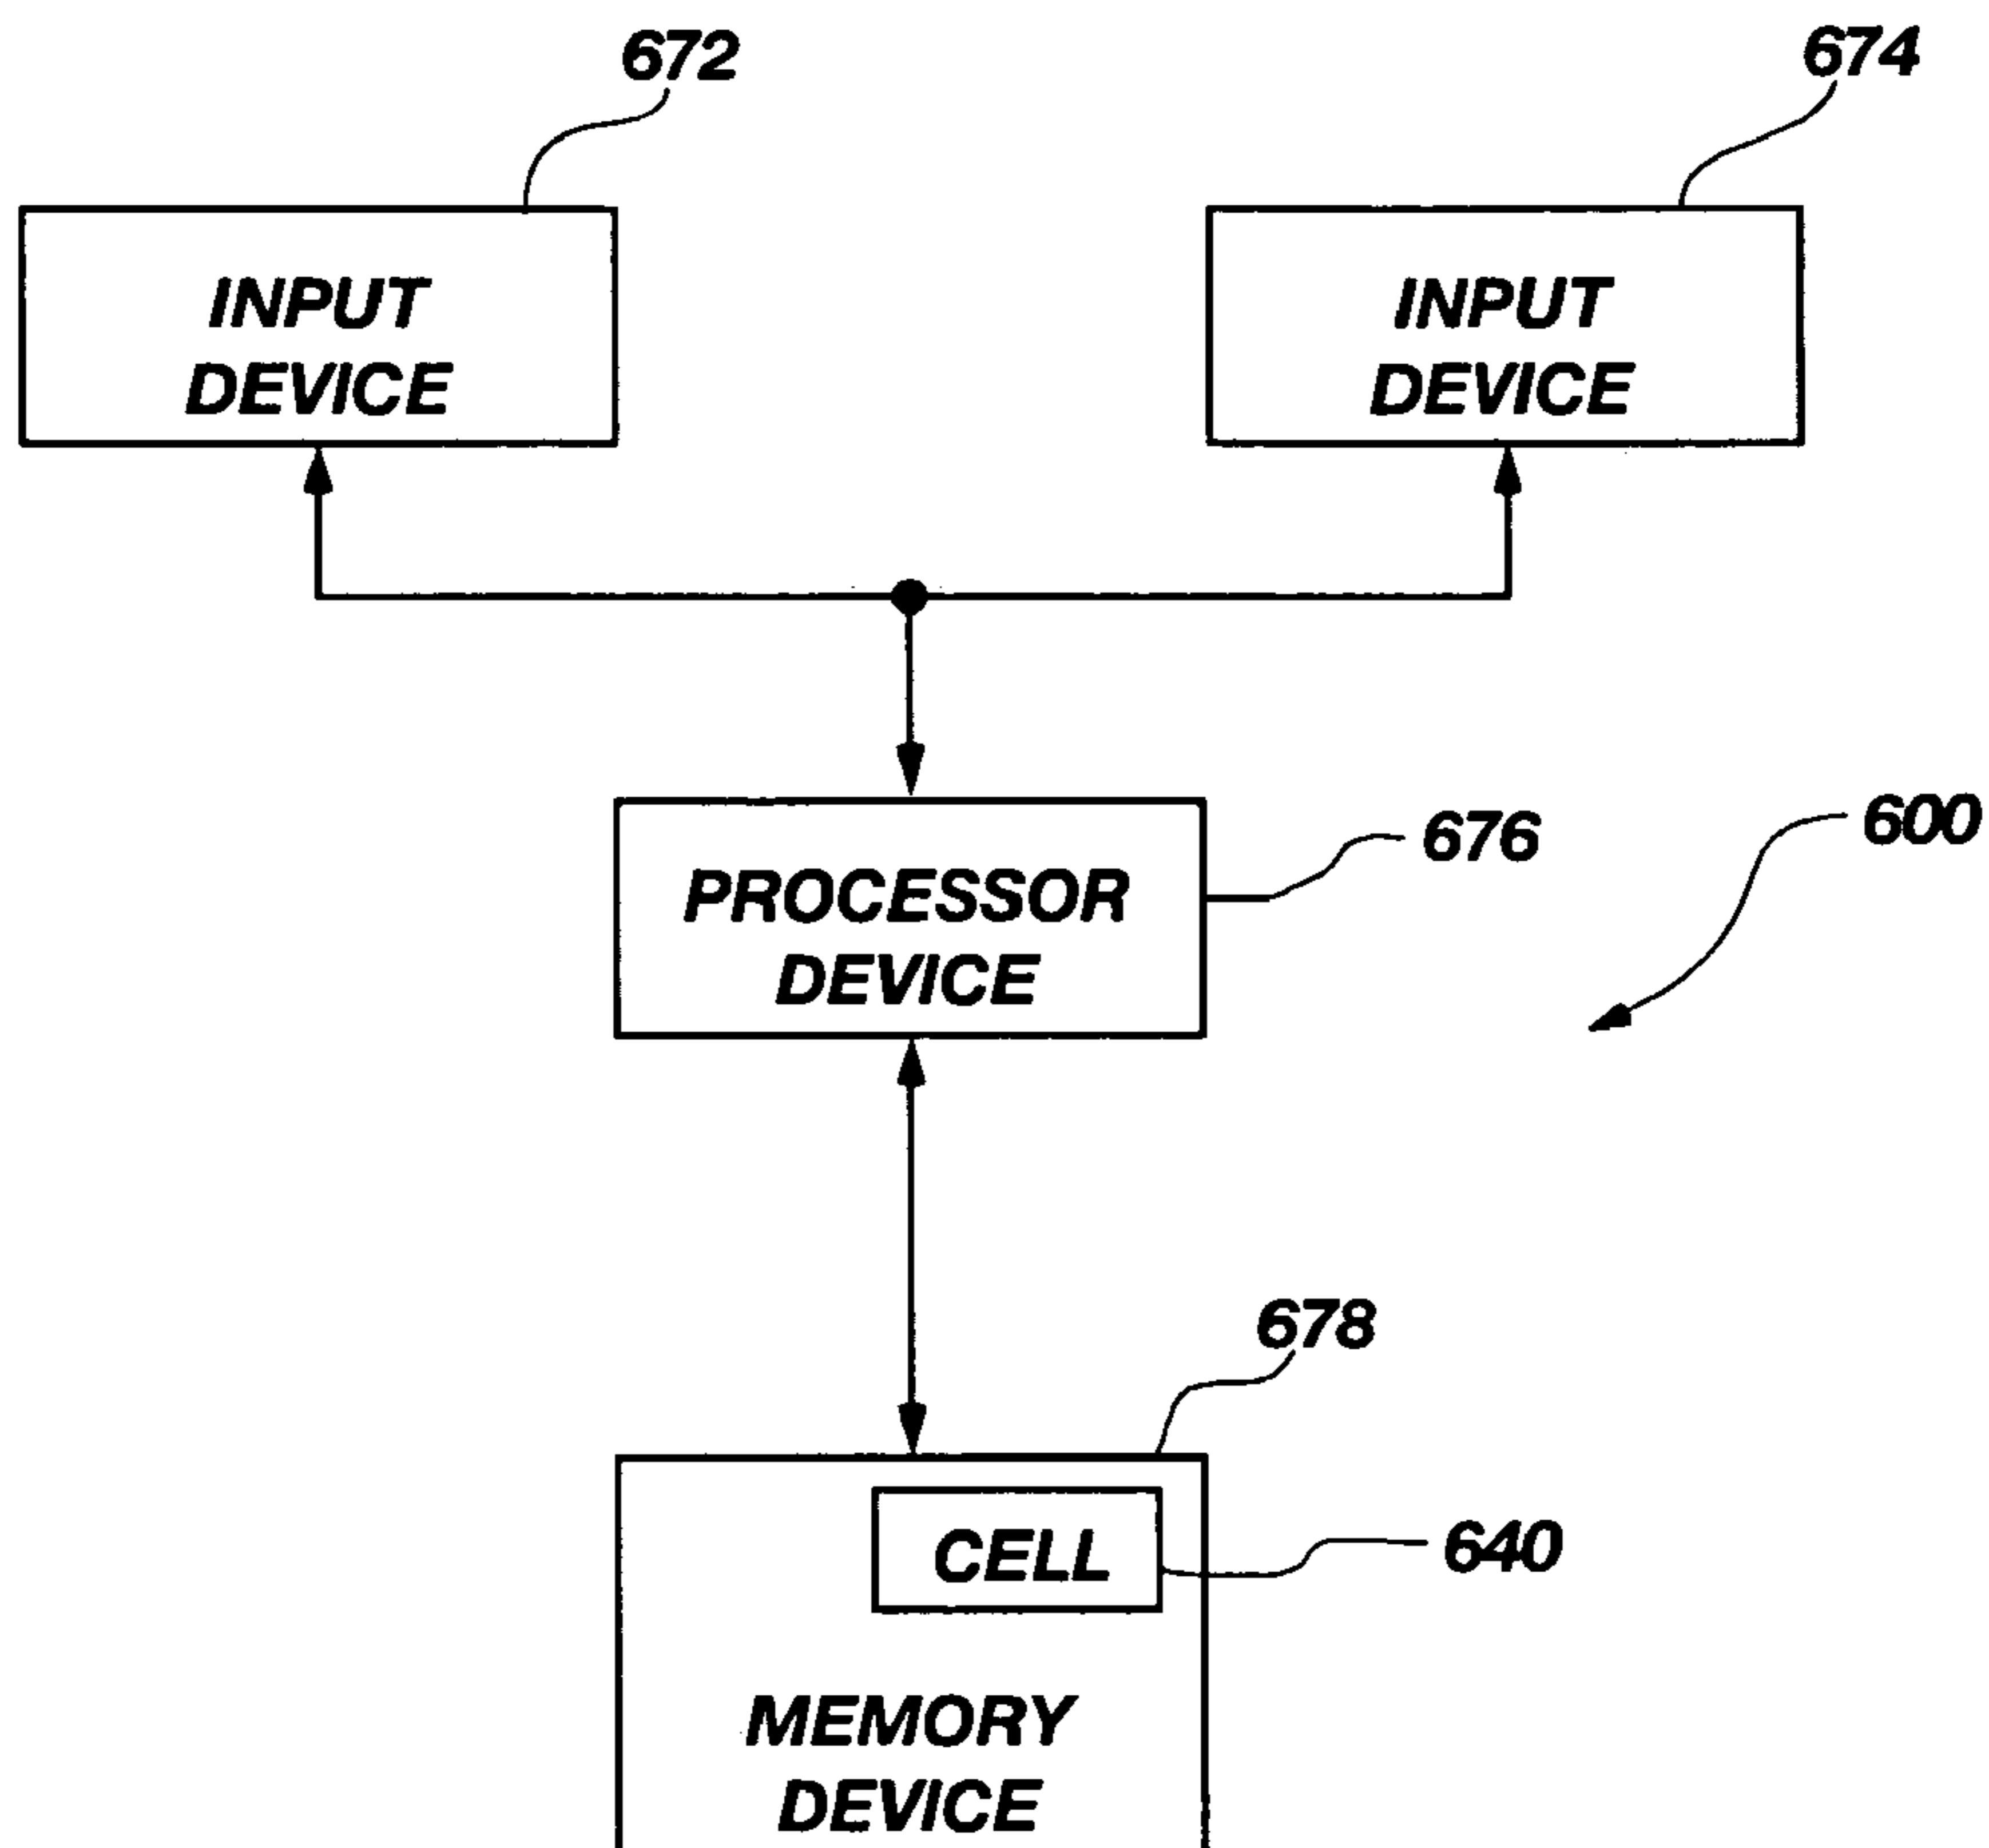 672
674
INPUT
DEVICE
INPUT
DEVICE
PROCESSOR
DEVICE
676
600
678
CELL
640
MEMORY
DEVICE